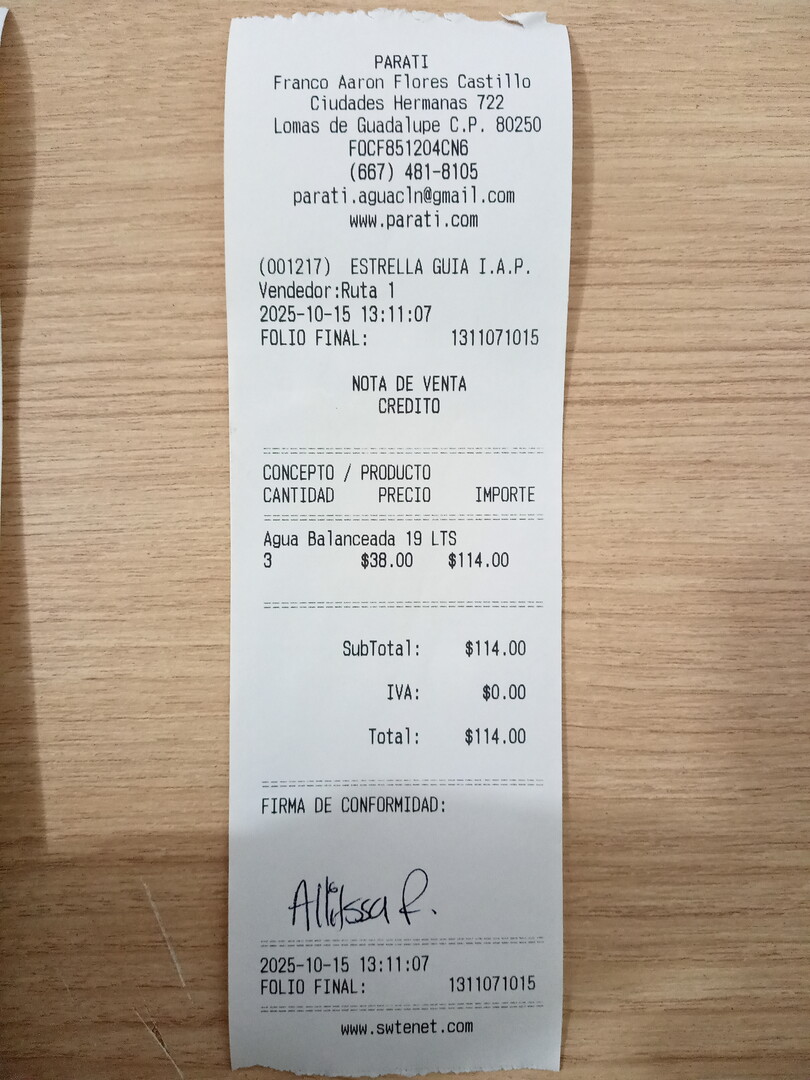 PARATI
Franco Aaron Flores Castillo
Ciudades Hermanas 722
Lomas de Guadalupe C.P. 80250
FOCF851204CN6
(667) 481-8105
parati.aguacln@gmail.com
www.parati.com
(001217) ESTRELLA GUIA I.A.P.
Vendedor:Ruta 1
2025-10-15 13:11:07
FOLIO FINAL: 1311071015
NOTA DE VENTA
CREDITO
CONCEPTO / PRODUCTO
CANTIDAD PRECIO IMPORTE
Agua Balanceada 19 LTS
3 $38.00 $114.00
SubTotal: $114.00
IVA: $0.00
Total: $114.00
FIRMA DE CONFORMIDAD:
2025-10-15 13:11:07
FOLIO FINAL: 1311071015
www.swtenet.com